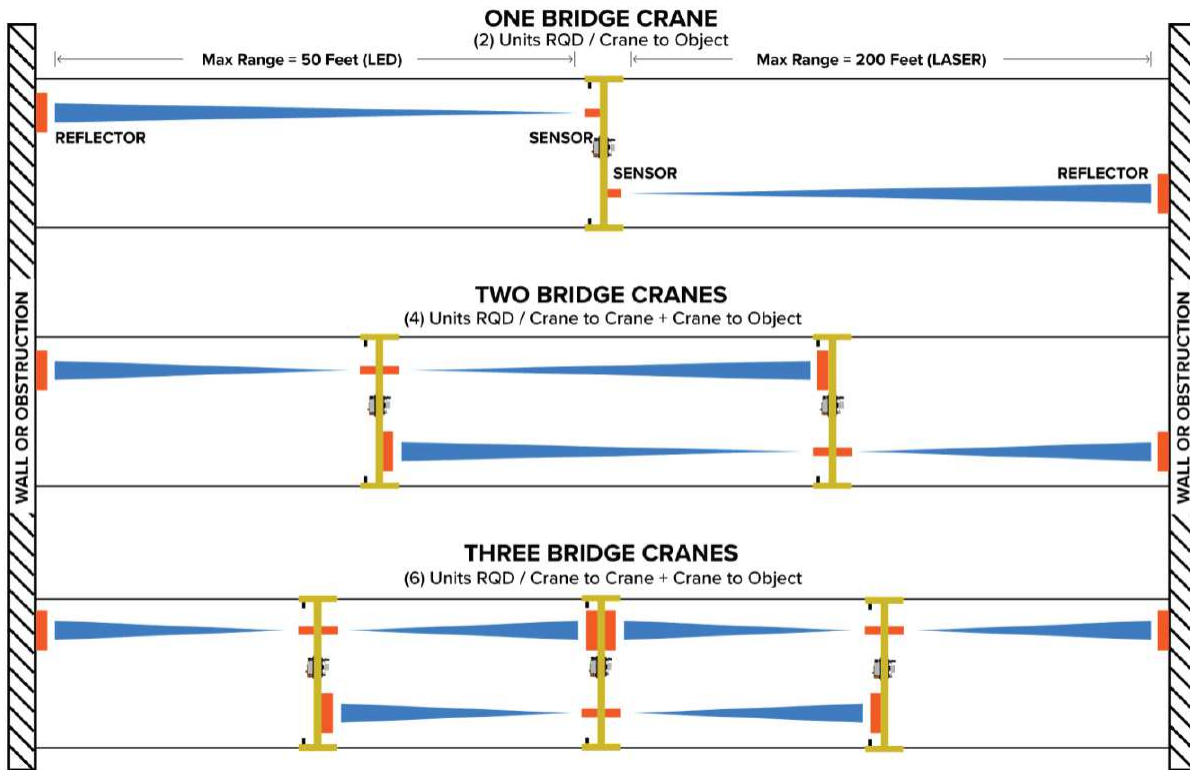 ONE BRIDGE CRANE
(2) Units RQD / Crane to Object
Max Range = 50 Feet (LED)
Max Range = 200 Feet (LASER)
REFLECTOR
SENSOR
SENSOR
REFLECTOR
WALL OR OBSTRUCTION
WALL OR OBSTRUCTION
TWO BRIDGE CRANES
(4) Units RQD / Crane to Crane + Crane to Object
THREE BRIDGE CRANES
(6) Units RQD / Crane to Crane + Crane to Object